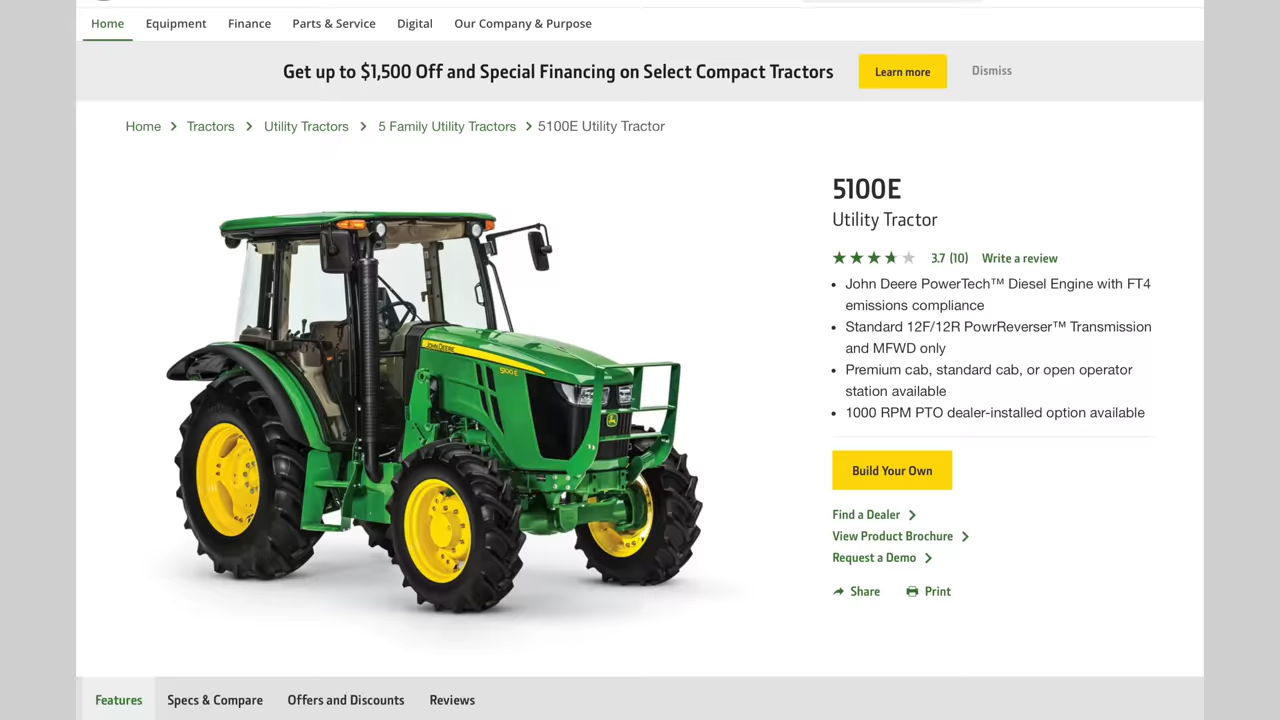 Home Equipment Finance Parts & Service Digital Our Company & Purpose
Get up to $1,500 Off and Special Financing on Select Compact Tractors Learn more Dismiss
Home > Tractors > Utility Tractors > 5 Family Utility Tractors > 5100E Utility Tractor
5100E
Utility Tractor
3.7 (10) Write a review
• John Deere PowerTech™ Diesel Engine with FT4
emissions compliance
• Standard 12F/12R PowrReverser™ Transmission
and MFWD only
• Premium cab, standard cab, or open operator
station available
• 1000 RPM PTO dealer-installed option available
JOHN DEERE
5100E
Build Your Own
Find a Dealer >
View Product Brochure >
Request a Demo >
Share Print
Features Specs & Compare Offers and Discounts Reviews